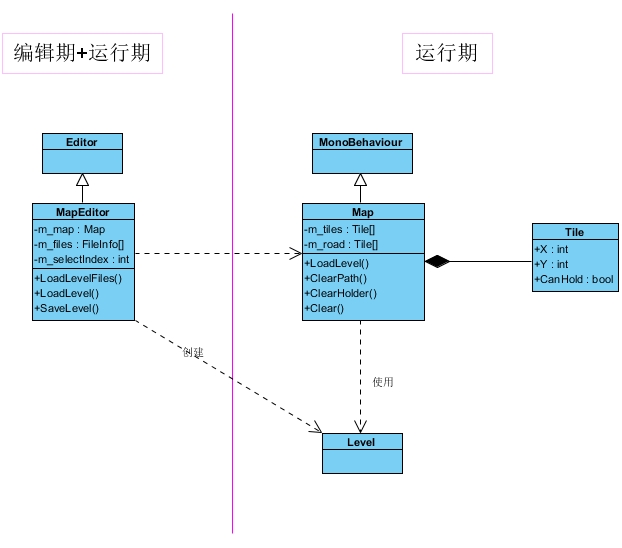 编辑期+运行期
运行期
Editor
MapEditor
-m_map : Map
-m_files : FileInfo[]
-m_selectIndex : int
+LoadLevelFiles()
+LoadLevel()
+SaveLevel()
MonoBehaviour
Map
-m_tiles : Tile[]
-m_road : Tile[]
+LoadLevel()
+ClearPath()
+ClearHolder()
+Clear()
Tile
+X : int
+Y : int
+CanHold : bool
创建
使用
Level